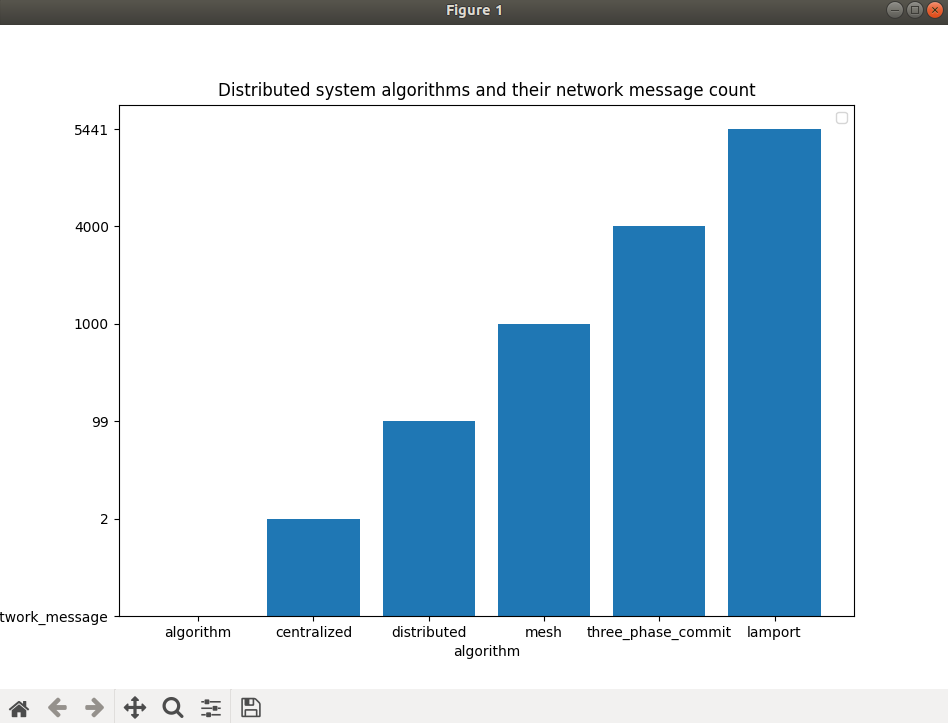 Figure 1
Distributed system algorithms and their network message count
5441
4000
1000
99
2
twork_message
algorithm centralized distributed mesh three_phase_commit lamport
algorithm